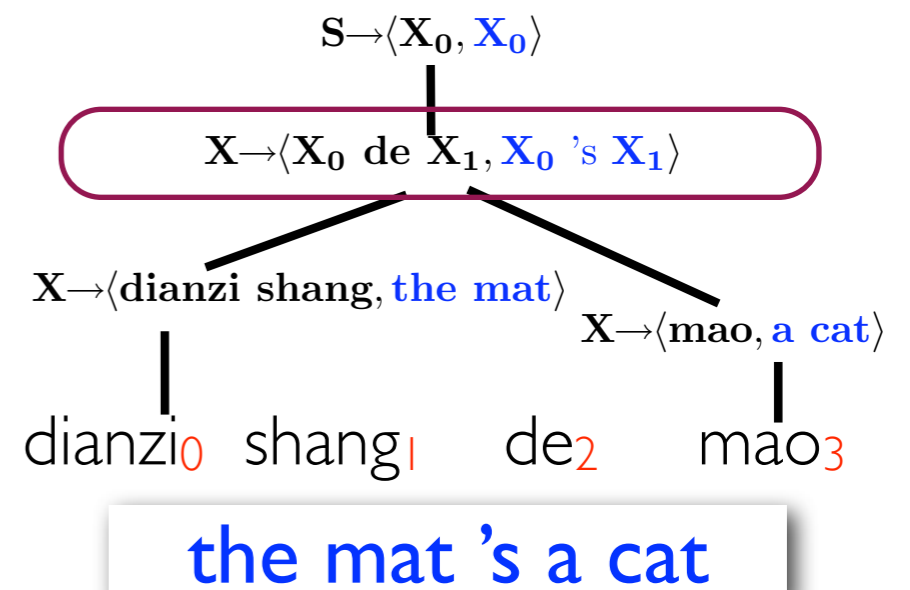 S→⟨X₀, X₀⟩
X→⟨X₀ de X₁, X₀ ’s X₁⟩
X→⟨dianzi shang, the mat⟩
X→⟨mao, a cat⟩
dianzi₀ shang₁ de₂ mao₃
the mat ’s a cat